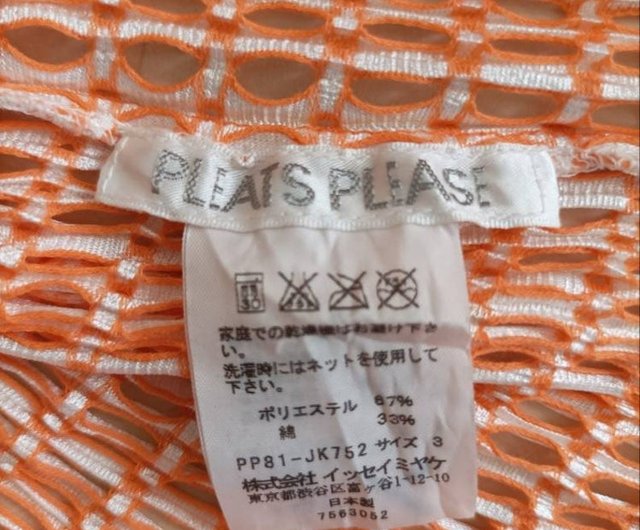 PLEATS PLEASE
家庭での乾燥機はお避け下さ
い。
洗濯時にはネットを使用して
下さい。
ポリエステル 67%
綿 33%
PP81-JK752 サイズ 3
株式会社 イッセイミヤケ
東京都渋谷区富ヶ谷1-12-10
日本製
7563052